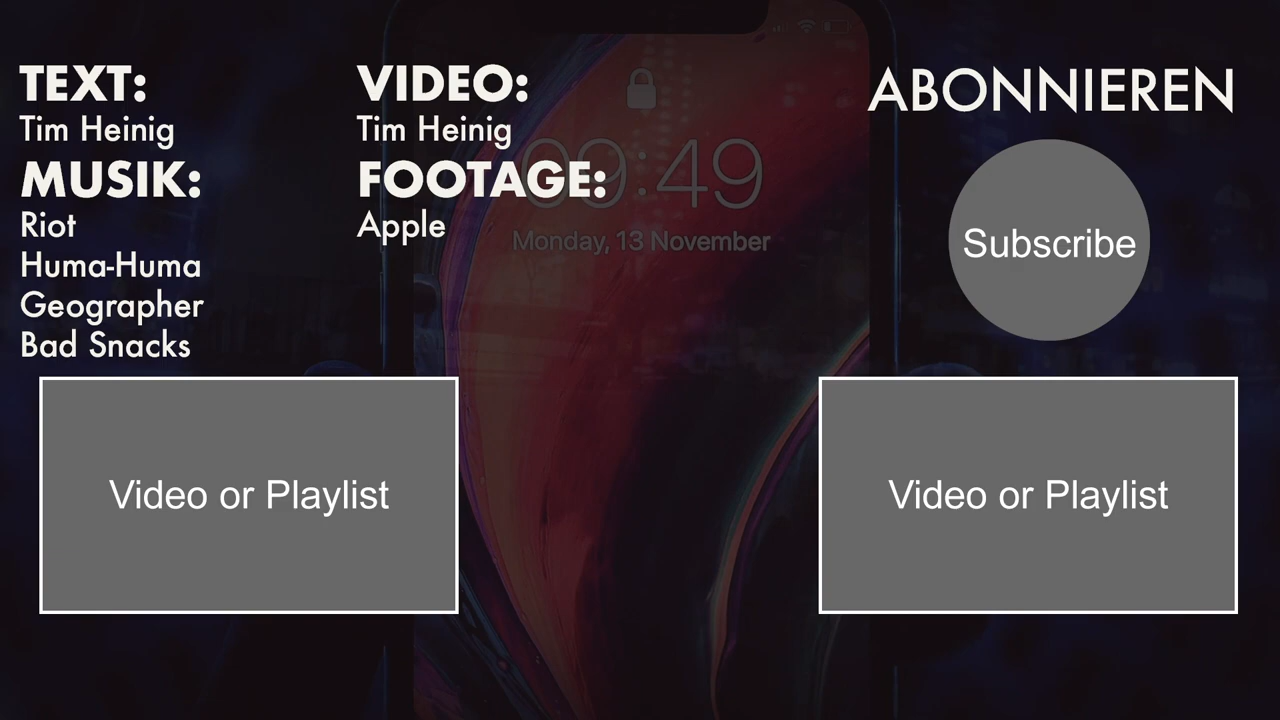 TEXT:
Tim Heinig
MUSIK:
Riot
Huma-Huma
Geographer
Bad Snacks
VIDEO:
Tim Heinig
FOOTAGE:
Apple
09:49
Monday, 13 November
ABONNIEREN
Subscribe
Video or Playlist
Video or Playlist